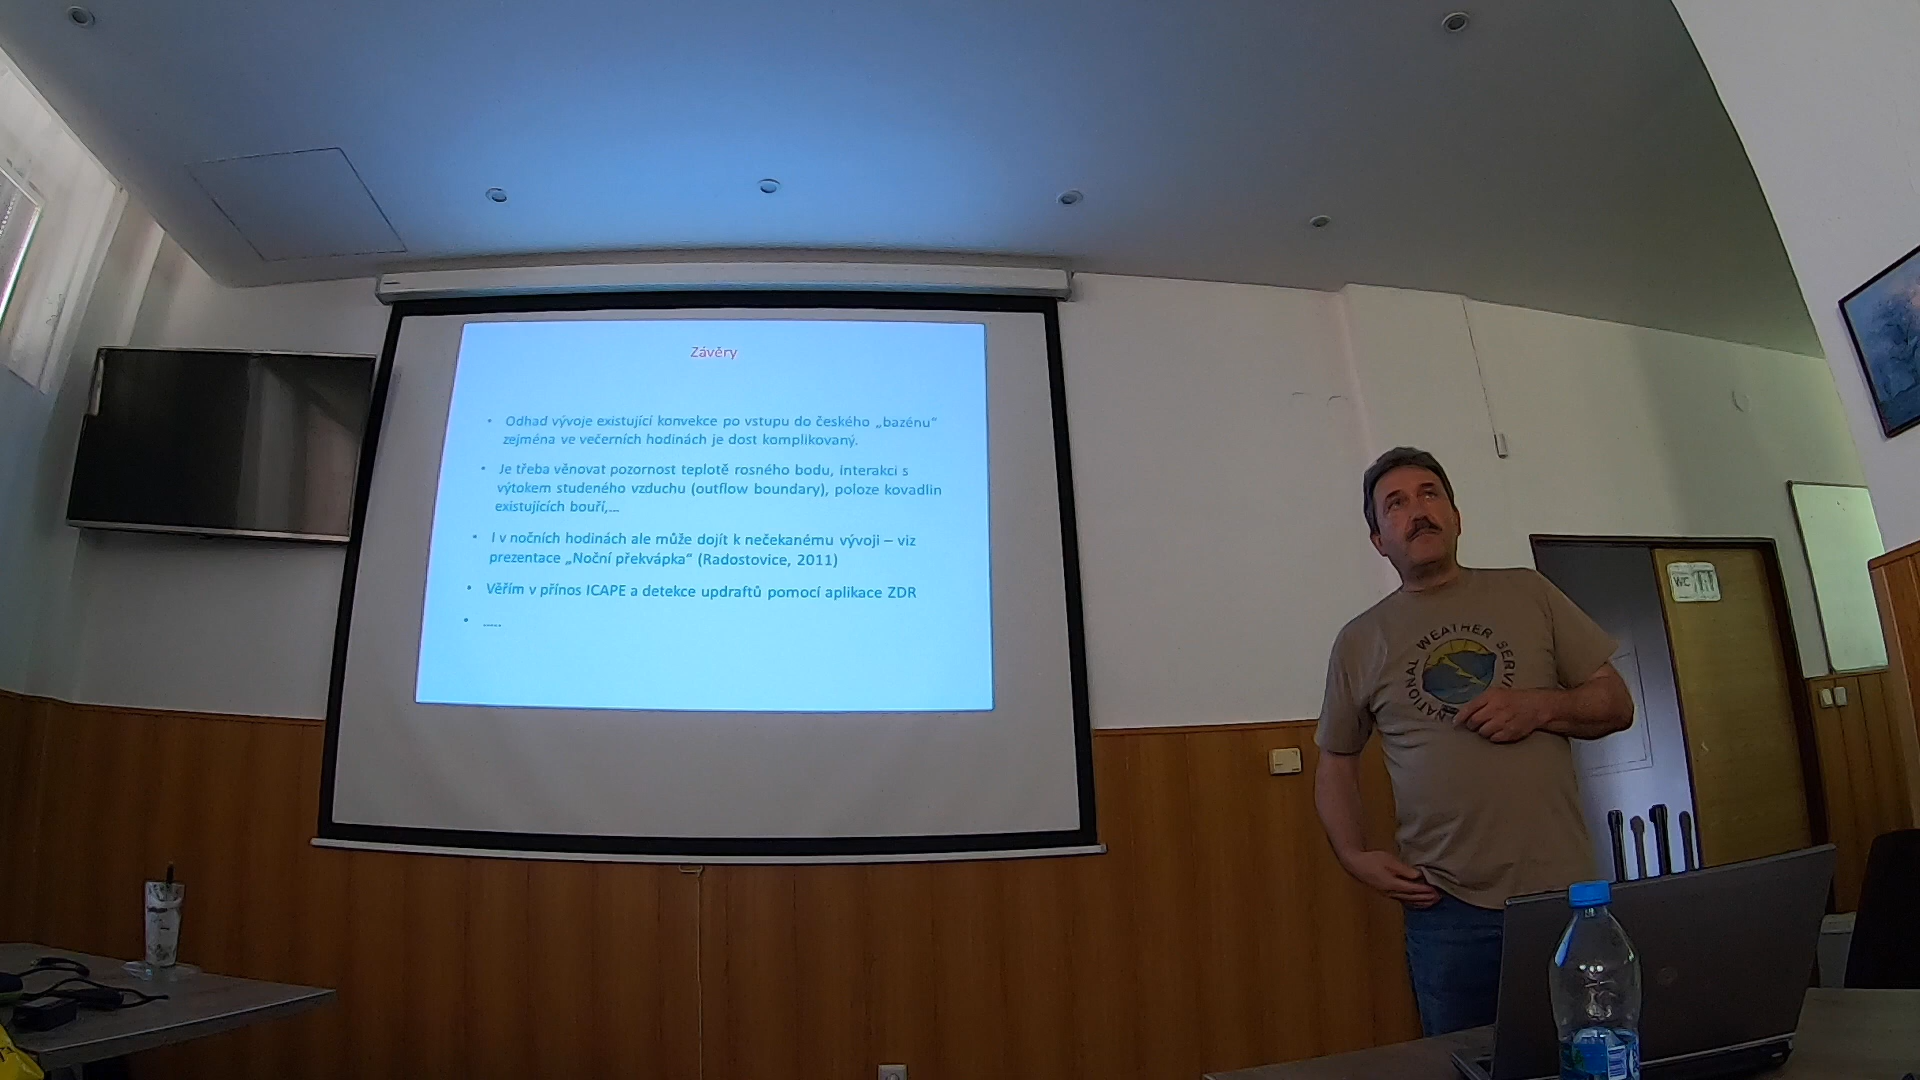 Závěry
• Odhad vývoje existující konvekce po vstupu do českého „bazénu“
zejména ve večerních hodinách je dost komplikovaný.
• Je třeba věnovat pozornost teplotě rosného bodu, interakci s
výtokem studeného vzduchu (outflow boundary), poloze kovadlin
existujících bouří,...
• I v nočních hodinách ale může dojít k nečekanému vývoji – viz
prezentace „Noční překvápka“ (Radostovice, 2011)
• Věřím v přínos ICAPE a detekce updraftů pomocí aplikace ZDR
• .....
WC
NATIONAL WEATHER